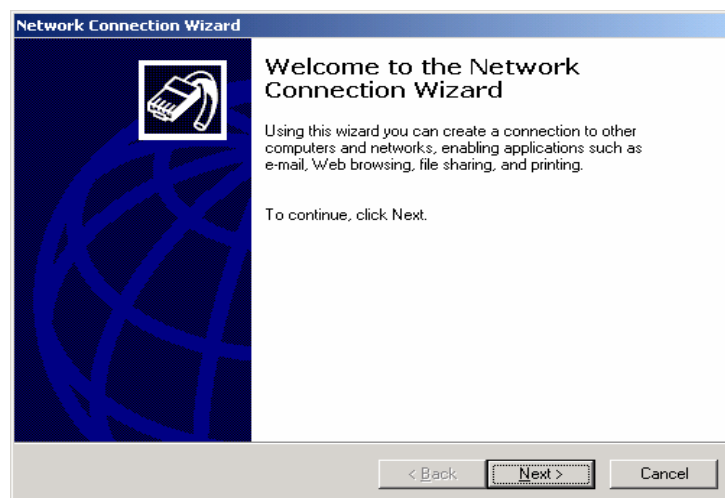 Network Connection Wizard
Welcome to the Network
Connection Wizard
Using this wizard you can create a connection to other
computers and networks, enabling applications such as
e-mail, Web browsing, file sharing, and printing.
To continue, click Next.
< Back
Next >
Cancel